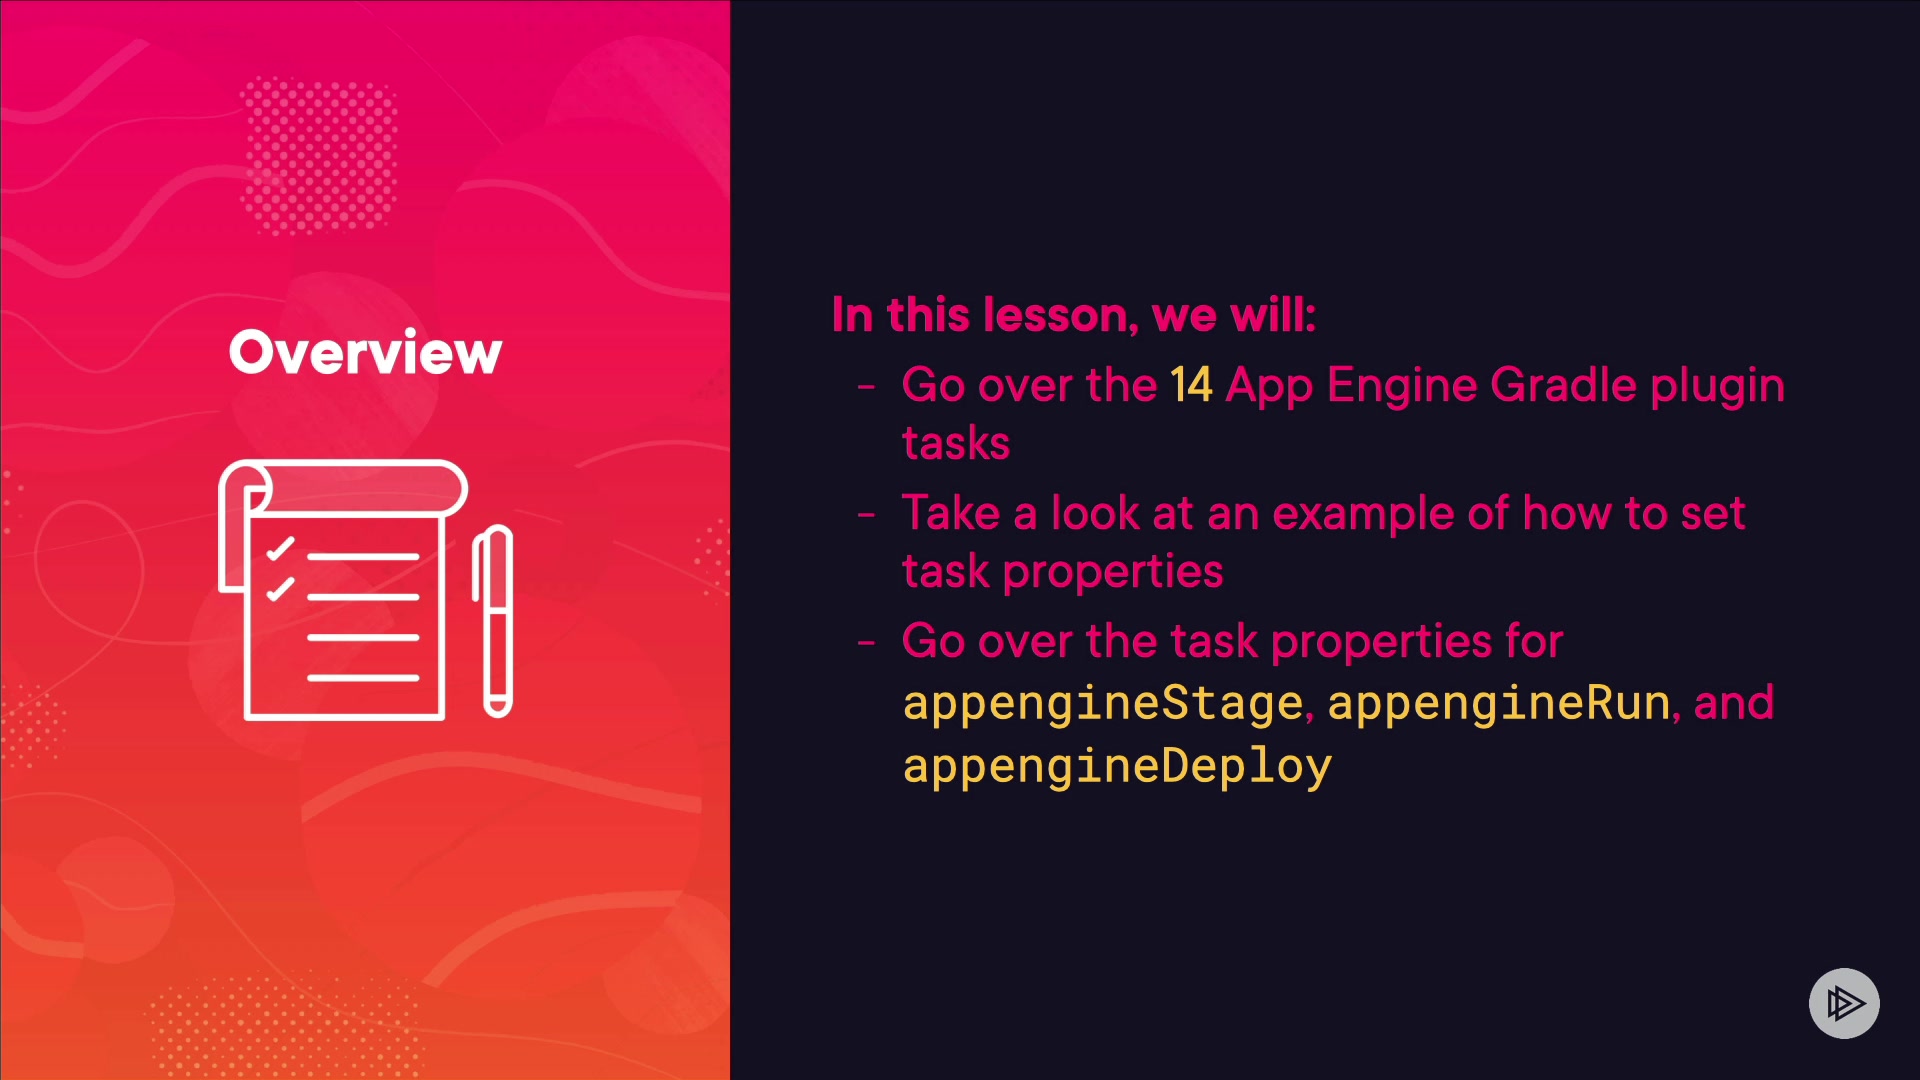 Overview
In this lesson, we will:
- Go over the 14 App Engine Gradle plugin
tasks
- Take a look at an example of how to set
task properties
- Go over the task properties for
appengineStage, appengineRun, and
appengineDeploy